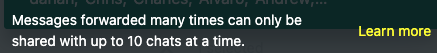 Messages forwarded many times can only be
shared with up to 10 chats at a time.
Learn more